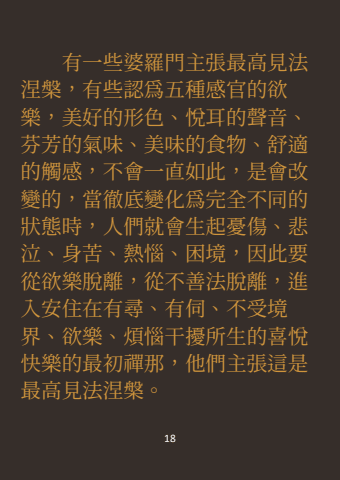 有一些婆羅門主張最高見法
涅槃，有些認爲五種感官的欲
樂，美好的形色、悅耳的聲音、
芬芳的氣味、美味的食物、舒適
的觸感，不會一直如此，是會改
變的，當徹底變化爲完全不同的
狀態時，人們就會生起憂傷、悲
泣、身苦、熱惱、困境，因此要
從欲樂脫離，從不善法脫離，進
入安住在有尋、有伺、不受境
界、欲樂、煩惱干擾所生的喜悅
快樂的最初禪那，他們主張這是
最高見法涅槃。
18